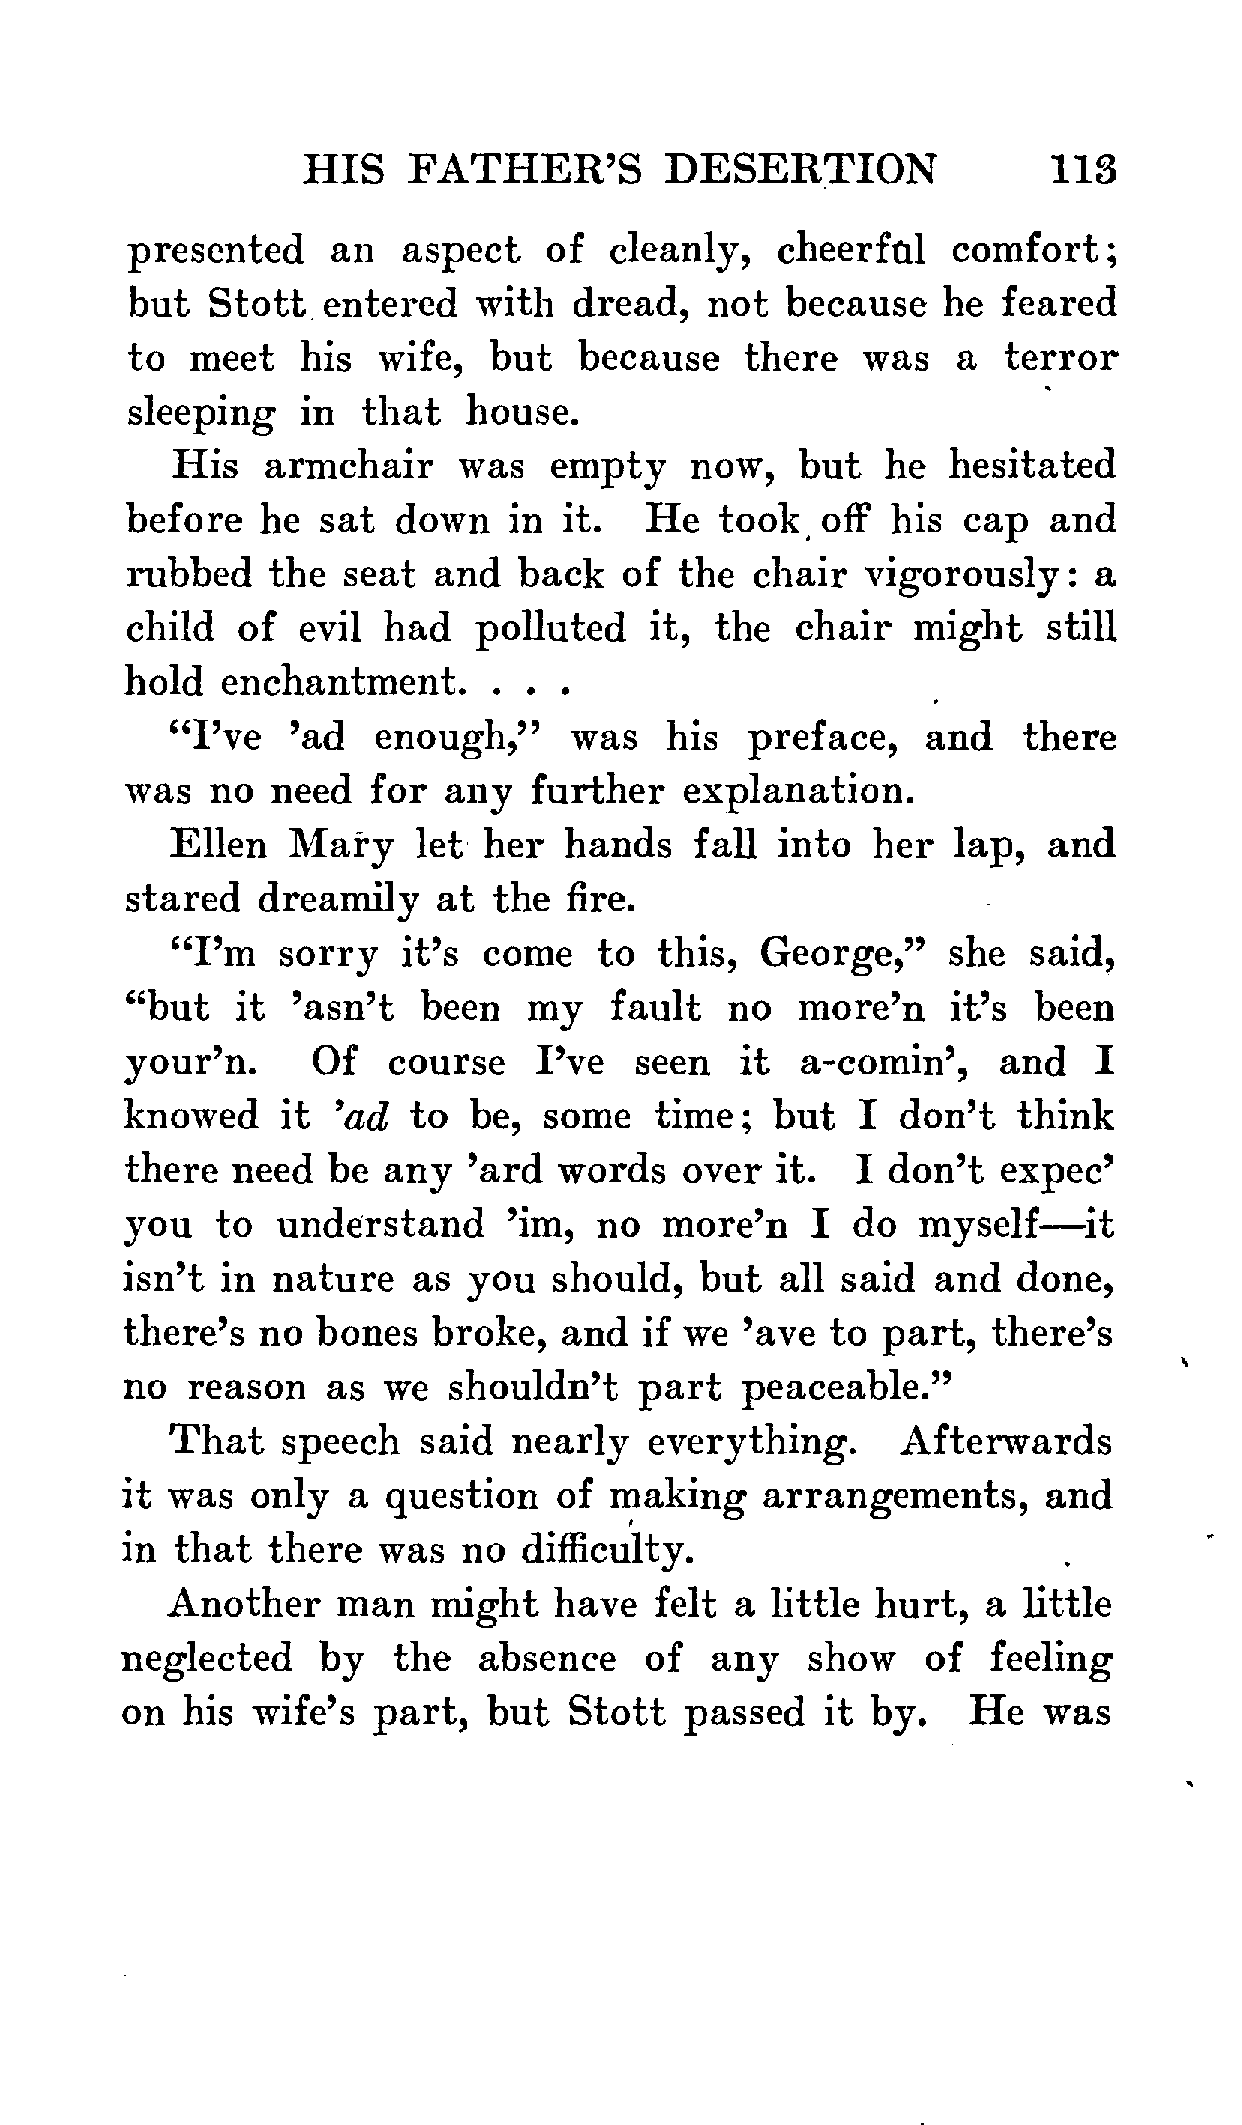 HIS FATHER'S DESERTION 113
presented an aspect of cleanly, cheerful comfort;
but Stott entered with dread, not because he feared
to meet his wife, but because there was a terror
sleeping in that house.
His armchair was empty now, but he hesitated
before he sat down in it. He took off his cap and
rubbed the seat and back of the chair vigorously: a
child of evil had polluted it, the chair might still
hold enchantment. . . .
“I’ve ’ad enough,” was his preface, and there
was no need for any further explanation.
Ellen Mary let her hands fall into her lap, and
stared dreamily at the fire.
“I’m sorry it’s come to this, George,” she said,
“but it ’asn’t been my fault no more’n it’s been
your’n. Of course I’ve seen it a-comin’, and I
knowed it ’ad to be, some time; but I don’t think
there need be any ’ard words over it. I don’t expec’
you to understand ’im, no more’n I do myself—it
isn’t in nature as you should, but all said and done,
there’s no bones broke, and if we ’ave to part, there’s
no reason as we shouldn’t part peaceable.”
That speech said nearly everything. Afterwards
it was only a question of making arrangements, and
in that there was no difficulty.
Another man might have felt a little hurt, a little
neglected by the absence of any show of feeling
on his wife’s part, but Stott passed it by. He was